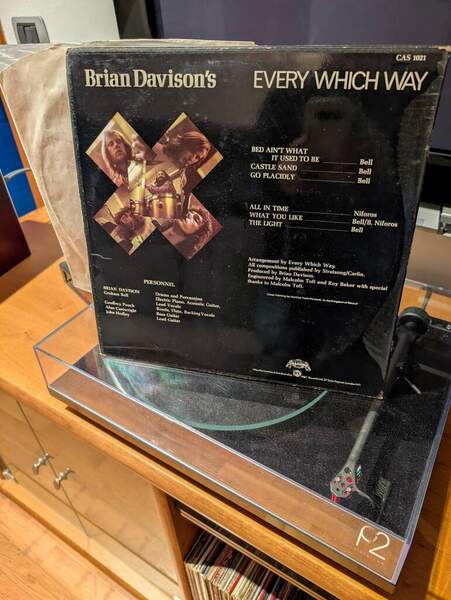 CAS 1021
Brian Davison's EVERY WHICH WAY
BED AIN'T WHAT
IT USED TO BE Bell
CASTLE SAND Bell
GO PLACIDLY Bell
ALL IN TIME Niforos
WHAT YOU LIKE Bell/B. Niforos
THE LIGHT Bell
Arrangement by Every Which Way.
All compositions published by Stratsong/Carlin.
Produced by Brian Davison.
Engineered by Malcolm Toft and Roy Baker with special
thanks to Malcolm Toft.
PERSONNEL
BRIAN DAVISON Drums and Percussion
Graham Bell Electric Piano, Acoustic Guitar,
Lead Vocals
Geoffrey Peach Reeds, Flute, Backing Vocals
Alan Cartwright Bass Guitar
John Hedley Lead Guitar
P2